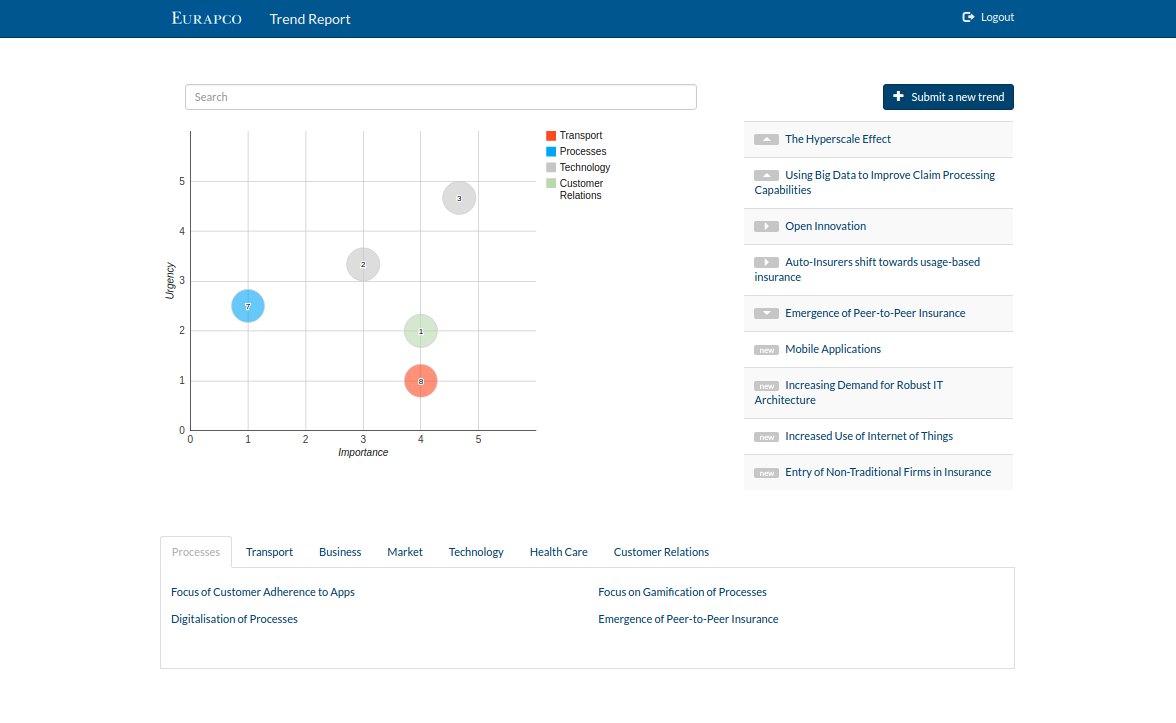 EURAPCO Trend Report Logout
Search
Submit a new trend
Transport
Processes
Technology
Customer
Relations
5
4
3
2
1
0
Urgency
3
2
7
1
8
0 1 2 3 4 5
Importance
The Hyperscale Effect
Using Big Data to Improve Claim Processing
Capabilities
Open Innovation
Auto-Insurers shift towards usage-based
insurance
Emergence of Peer-to-Peer Insurance
new Mobile Applications
new Increasing Demand for Robust IT
Architecture
new Increased Use of Internet of Things
new Entry of Non-Traditional Firms in Insurance
Processes Transport Business Market Technology Health Care Customer Relations
Focus of Customer Adherence to Apps Focus on Gamification of Processes
Digitalisation of Processes Emergence of Peer-to-Peer Insurance